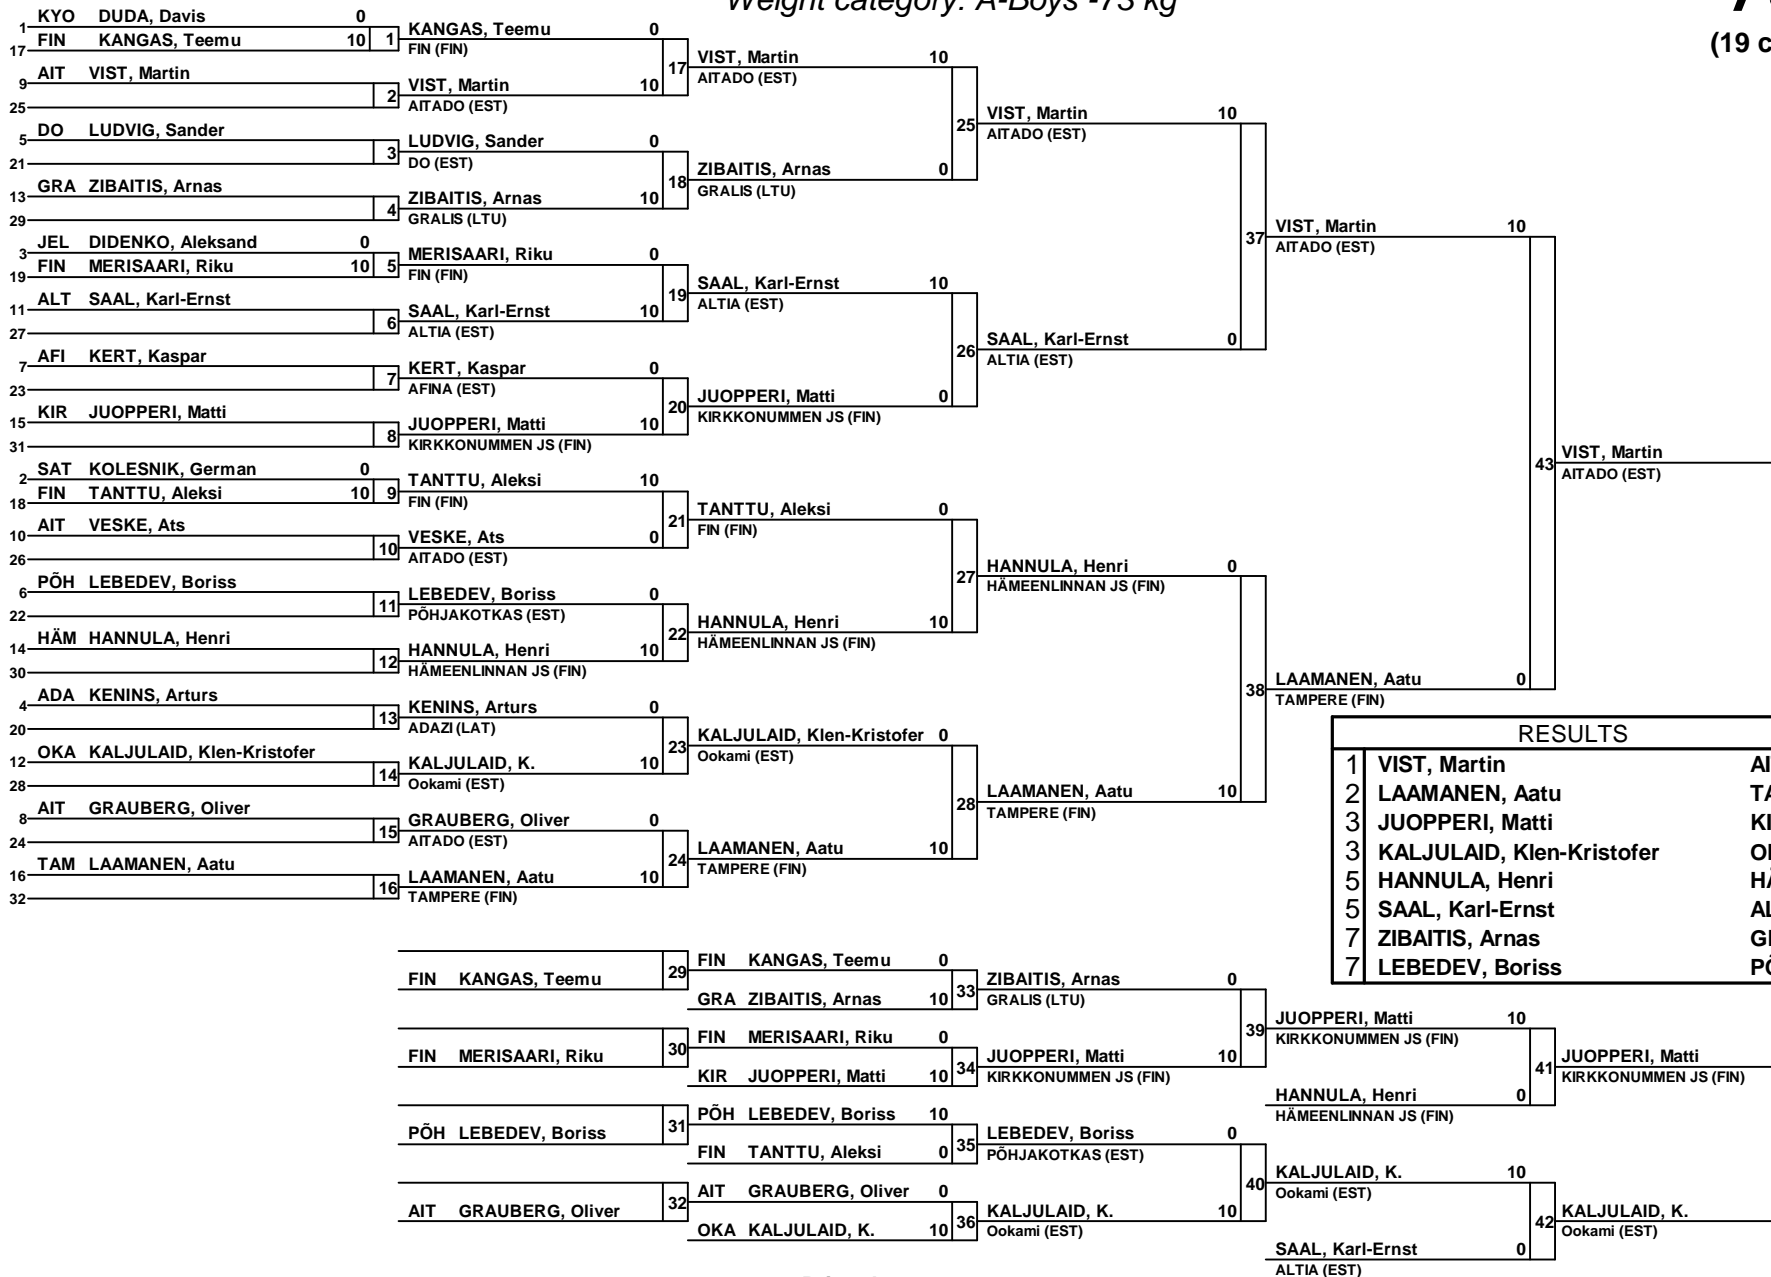 Weight category: A-Boys -73 kg
(19 c
1 KYO DUDA, Davis 0
17 FIN KANGAS, Teemu 10 1
9 AIT VIST, Martin
25 2
5 DO LUDVIG, Sander
21 3
13 GRA ZIBAITIS, Arnas
29 4
3 JEL DIDENKO, Aleksand 0
19 FIN MERISAARI, Riku 10 5
11 ALT SAAL, Karl-Ernst
27 6
7 AFI KERT, Kaspar
23 7
15 KIR JUOPPERI, Matti
31 8
2 SAT KOLESNIK, German 0
18 FIN TANTTU, Aleksi 10 9
10 AIT VESKE, Ats
26 10
6 PÕH LEBEDEV, Boriss
22 11
14 HÄM HANNULA, Henri
30 12
4 ADA KENINS, Arturs
20 13
12 OKA KALJULAID, Klen-Kristofer
28 14
8 AIT GRAUBERG, Oliver
24 15
16 TAM LAAMANEN, Aatu
32 16
KANGAS, Teemu 0
FIN (FIN)
17
VIST, Martin 10
AITADO (EST)
LUDVIG, Sander 0
DO (EST)
18
ZIBAITIS, Arnas 10
GRALIS (LTU)
MERISAARI, Riku 0
FIN (FIN)
19
SAAL, Karl-Ernst 10
ALTIA (EST)
KERT, Kaspar 0
AFINA (EST)
20
JUOPPERI, Matti 10
KIRKKONUMMEN JS (FIN)
TANTTU, Aleksi 10
FIN (FIN)
21
VESKE, Ats 0
AITADO (EST)
LEBEDEV, Boriss 0
PÕHJAKOTKAS (EST)
22
HANNULA, Henri 10
HÄMEENLINNAN JS (FIN)
KENINS, Arturs 0
ADAZI (LAT)
23
KALJULAID, K. 10
Ookami (EST)
GRAUBERG, Oliver 0
AITADO (EST)
24
LAAMANEN, Aatu 10
TAMPERE (FIN)
VIST, Martin 10
AITADO (EST)
25
ZIBAITIS, Arnas 0
GRALIS (LTU)
SAAL, Karl-Ernst 10
ALTIA (EST)
26
JUOPPERI, Matti 0
KIRKKONUMMEN JS (FIN)
TANTTU, Aleksi 0
FIN (FIN)
27
HANNULA, Henri 10
HÄMEENLINNAN JS (FIN)
KALJULAID, Klen-Kristofer 0
Ookami (EST)
28
LAAMANEN, Aatu 10
TAMPERE (FIN)
VIST, Martin 10
AITADO (EST)
37
SAAL, Karl-Ernst 0
ALTIA (EST)
HANNULA, Henri 0
HÄMEENLINNAN JS (FIN)
38
LAAMANEN, Aatu 10
TAMPERE (FIN)
VIST, Martin 10
AITADO (EST)
43
LAAMANEN, Aatu 0
TAMPERE (FIN)
VIST, Martin
AITADO (EST)
RESULTS
1 VIST, Martin AI
2 LAAMANEN, Aatu TA
3 JUOPPERI, Matti KI
3 KALJULAID, Klen-Kristofer
5 HANNULA, Henri HÄ
5 SAAL, Karl-Ernst AL
7 ZIBAITIS, Arnas
7 LEBEDEV, Boriss PÕ
FIN KANGAS, Teemu 29
FIN MERISAARI, Riku 30
PÕH LEBEDEV, Boriss 31
AIT GRAUBERG, Oliver 32
FIN KANGAS, Teemu 0
GRA ZIBAITIS, Arnas 10 33
FIN MERISAARI, Riku 0
KIR JUOPPERI, Matti 10 34
PÕH LEBEDEV, Boriss 10
FIN TANTTU, Aleksi 0 35
AIT GRAUBERG, Oliver 0
OKA KALJULAID, K. 10 36
ZIBAITIS, Arnas 0
GRALIS (LTU)
39
JUOPPERI, Matti 10
KIRKKONUMMEN JS (FIN)
LEBEDEV, Boriss 0
PÕHJAKOTKAS (EST)
40
KALJULAID, K. 10
Ookami (EST)
JUOPPERI, Matti 10
KIRKKONUMMEN JS (FIN)
41
HANNULA, Henri 0
HÄMEENLINNAN JS (FIN)
KALJULAID, K. 10
Ookami (EST)
42
SAAL, Karl-Ernst 0
ALTIA (EST)
JUOPPERI, Matti
KIRKKONUMMEN JS (FIN)
KALJULAID, K.
Ookami (EST)